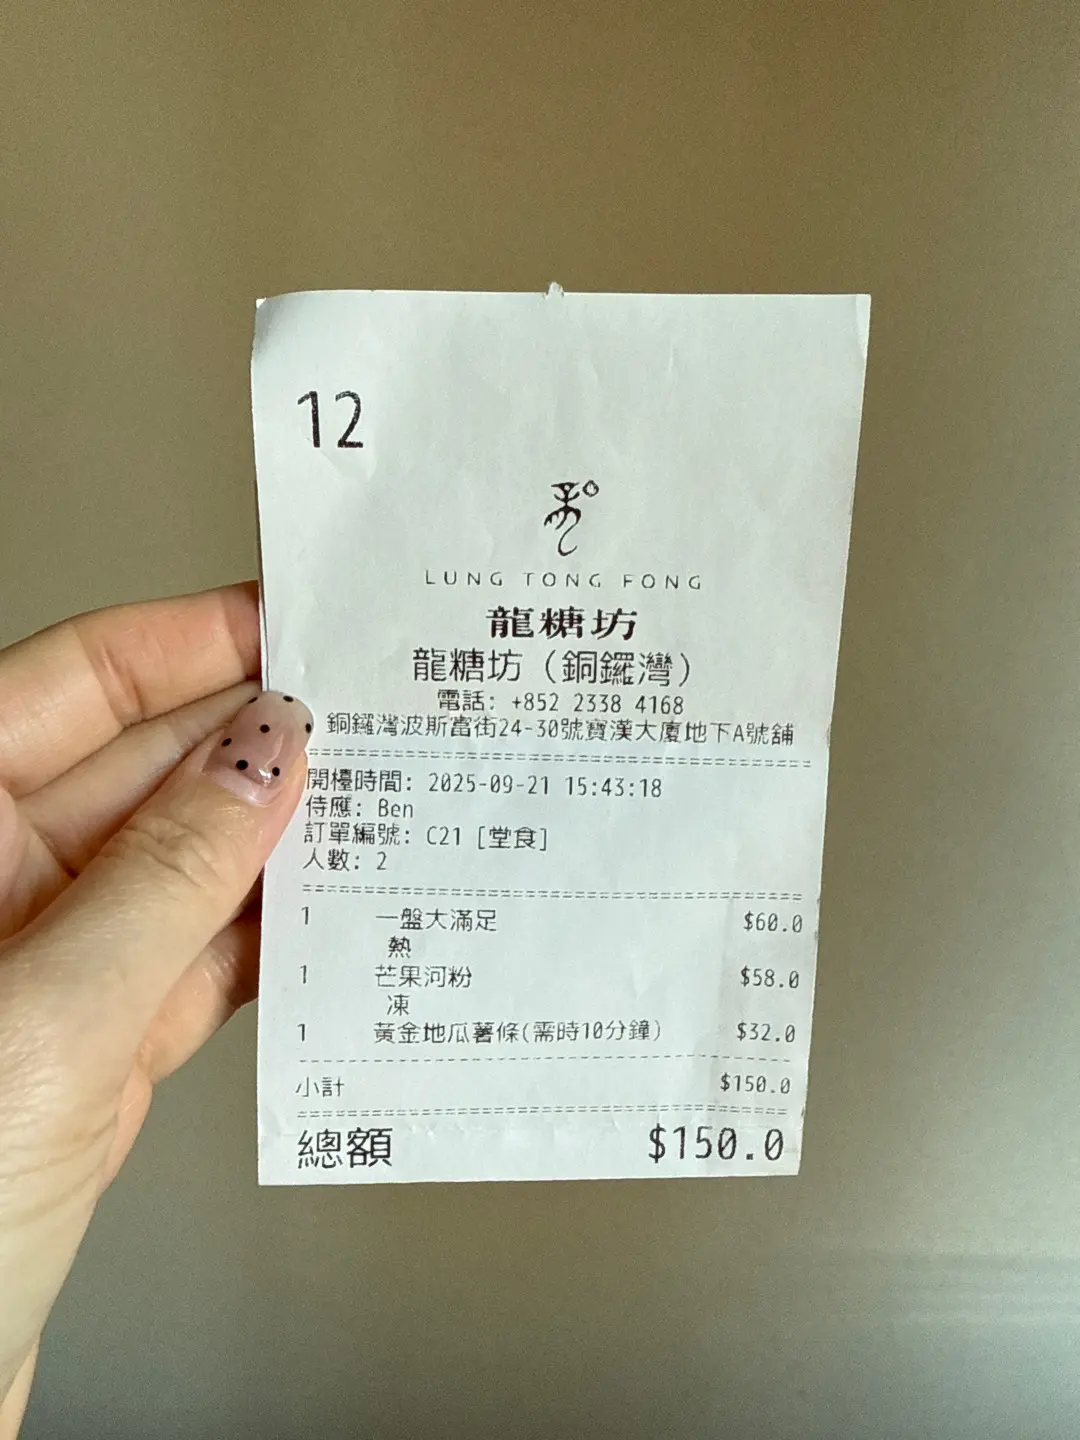 12
LUNG TONG FONG
龍糖坊
龍糖坊（銅鑼灣）
電話: +852 2338 4168
銅鑼灣波斯富街24-30號寶漢大廈地下A號舖
開檯時間: 2025-09-21 15:43:18
侍應: Ben
訂單編號: C21 [堂食]
人數: 2
1 一盤大滿足 $60.0
熱
1 芒果河粉 $58.0
凍
1 黃金地瓜薯條(需時10分鐘) $32.0
小計 $150.0
總額 $150.0